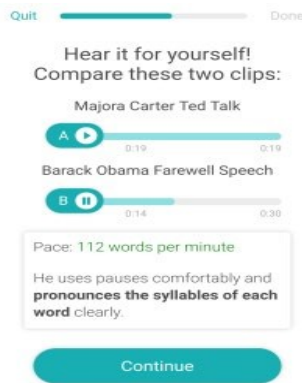 Quit Done
Hear it for yourself!
Compare these two clips:
Majora Carter Ted Talk
A
0:19 0:19
Barack Obama Farewell Speech
B
0:14 0:30
Pace: 112 words per minute
He uses pauses comfortably and
pronounces the syllables of each
word clearly.
Continue